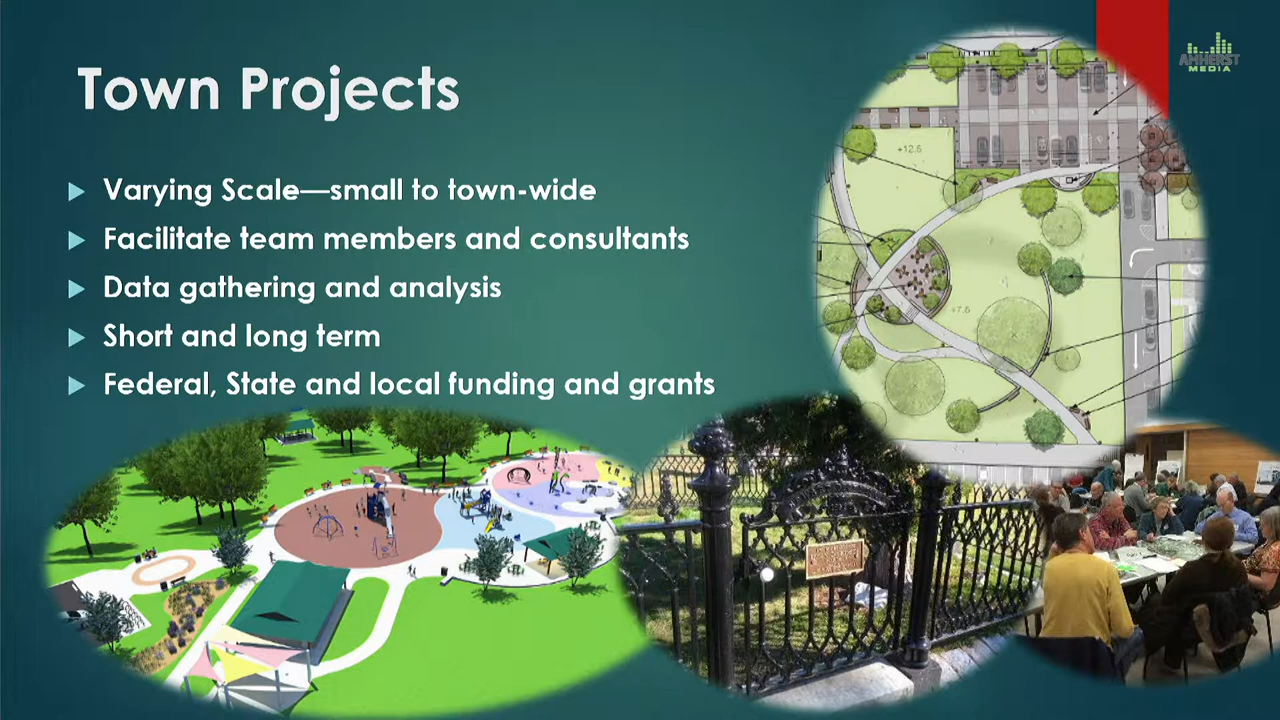 AMHERST
MEDIA
Town Projects
Varying Scale—small to town-wide
Facilitate team members and consultants
Data gathering and analysis
Short and long term
Federal, State and local funding and grants
+12.5
+7.5